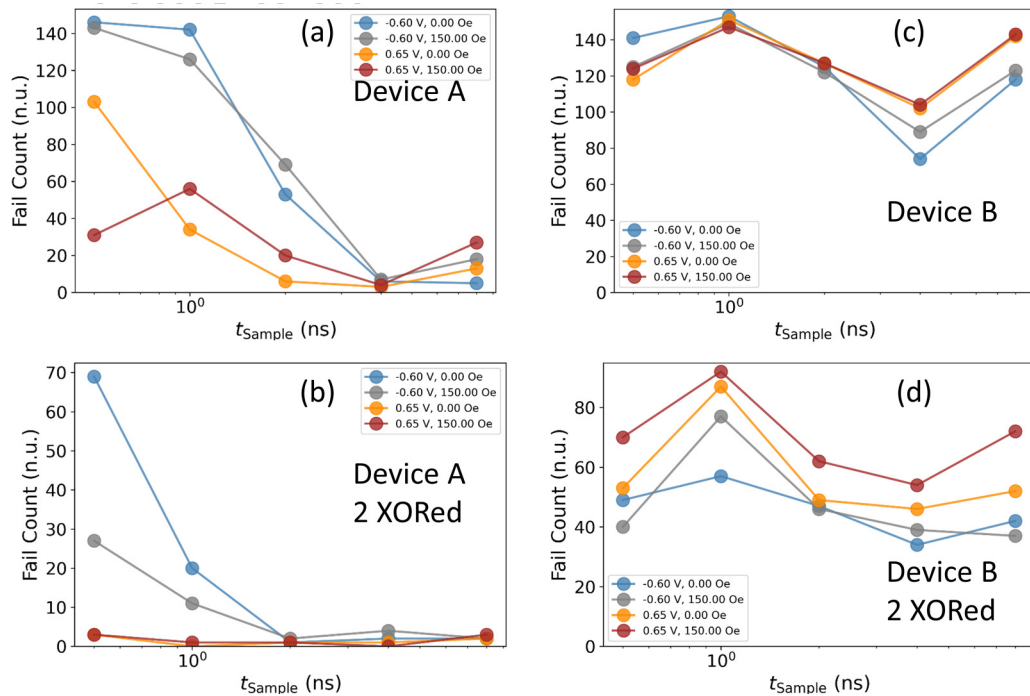 (a)
-0.60 V, 0.00 Oe
-0.60 V, 150.00 Oe
0.65 V, 0.00 Oe
0.65 V, 150.00 Oe
Device A
Fail Count (n.u.)
140
120
100
80
60
40
20
0
10⁰
tSample (ns)
(c)
Device B
-0.60 V, 0.00 Oe
-0.60 V, 150.00 Oe
0.65 V, 0.00 Oe
0.65 V, 150.00 Oe
Fail Count (n.u.)
140
120
100
80
60
40
20
0
10⁰
tSample (ns)
(b)
-0.60 V, 0.00 Oe
-0.60 V, 150.00 Oe
0.65 V, 0.00 Oe
0.65 V, 150.00 Oe
Device A
2 XORed
Fail Count (n.u.)
70
60
50
40
30
20
10
0
10⁰
tSample (ns)
(d)
Device B
2 XORed
-0.60 V, 0.00 Oe
-0.60 V, 150.00 Oe
0.65 V, 0.00 Oe
0.65 V, 150.00 Oe
Fail Count (n.u.)
80
60
40
20
0
10⁰
tSample (ns)